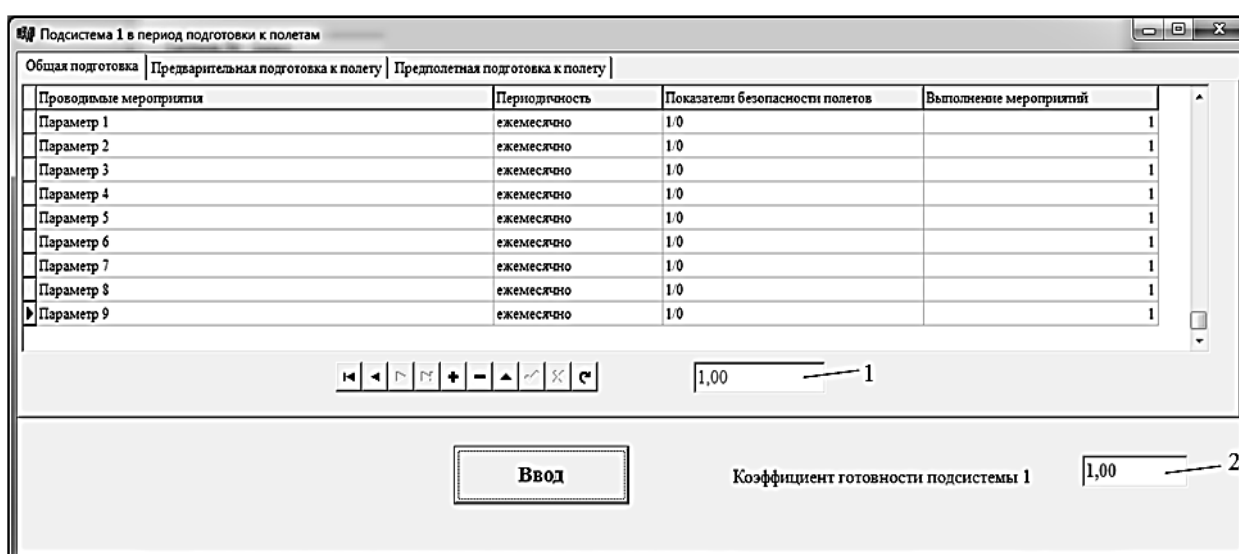 Подсистема 1 в период подготовки к полетам
Общая подготовка Предварительная подготовка к полету Предполетная подготовка к полету
Проводимые мероприятия Периодичность Показатели безопасности полетов Выполнение мероприятий
Параметр 1 ежемесячно 1/0 1
Параметр 2 ежемесячно 1/0 1
Параметр 3 ежемесячно 1/0 1
Параметр 4 ежемесячно 1/0 1
Параметр 5 ежемесячно 1/0 1
Параметр 6 ежемесячно 1/0 1
Параметр 7 ежемесячно 1/0 1
Параметр 8 ежемесячно 1/0 1
Параметр 9 ежемесячно 1/0 1
1,00 1
Ввод Коэффициент готовности подсистемы 1 1,00 2